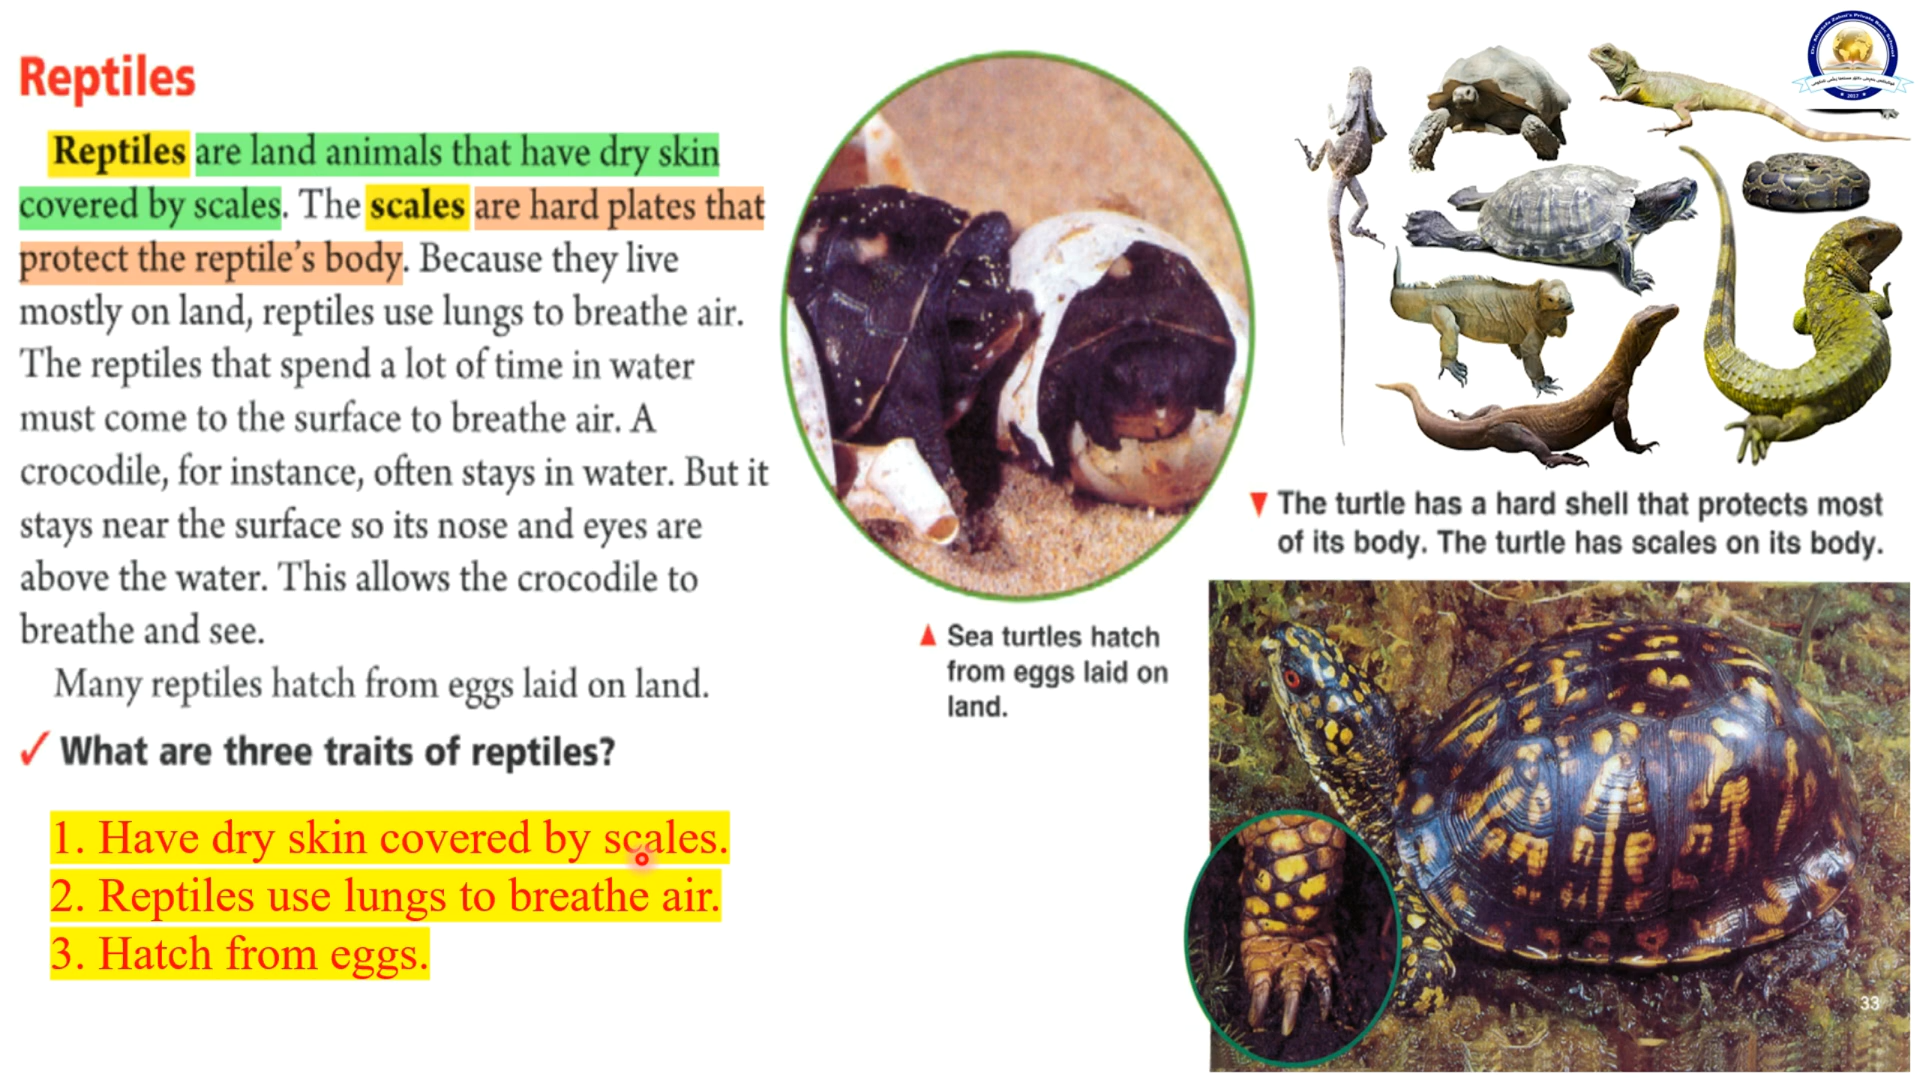 Reptiles
Reptiles are land animals that have dry skin
covered by scales. The scales are hard plates that
protect the reptile's body. Because they live
mostly on land, reptiles use lungs to breathe air.
The reptiles that spend a lot of time in water
must come to the surface to breathe air. A
crocodile, for instance, often stays in water. But it
stays near the surface so its nose and eyes are
above the water. This allows the crocodile to
breathe and see.
Many reptiles hatch from eggs laid on land.
✓ What are three traits of reptiles?
1. Have dry skin covered by scales.
2. Reptiles use lungs to breathe air.
3. Hatch from eggs.
▲ Sea turtles hatch
from eggs laid on
land.
▼ The turtle has a hard shell that protects most
of its body. The turtle has scales on its body.
33
2017